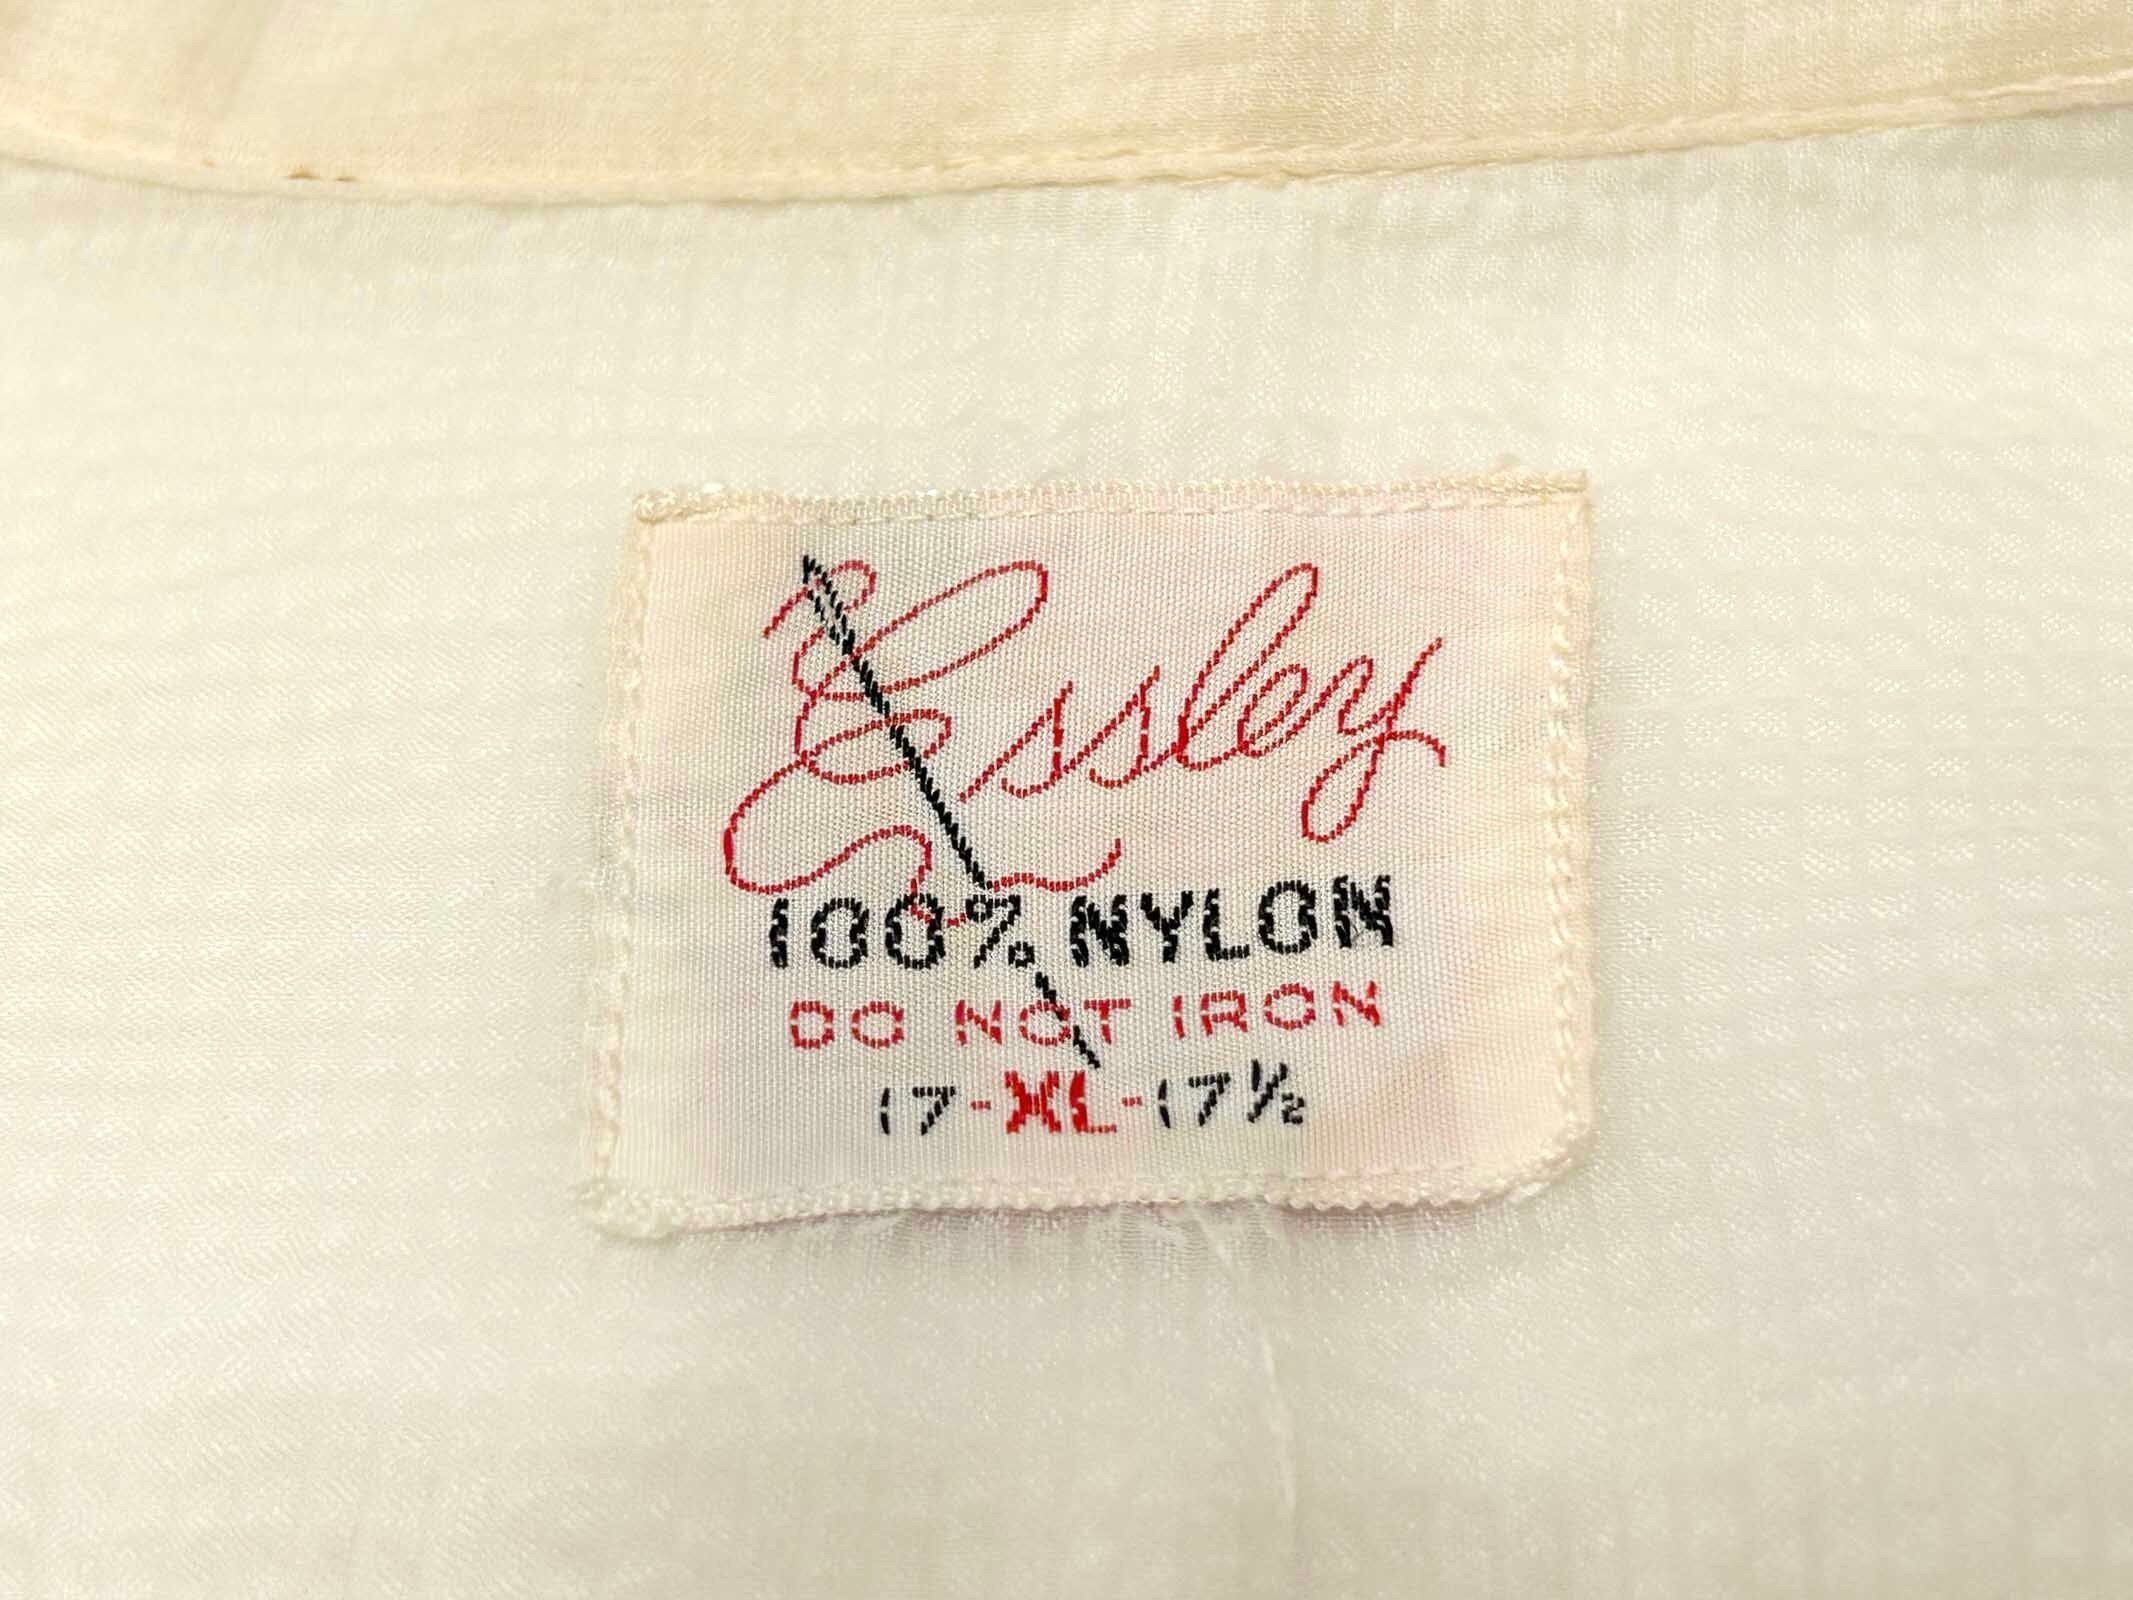 Essley
100% NYLON
DO NOT IRON
17-XL-17½